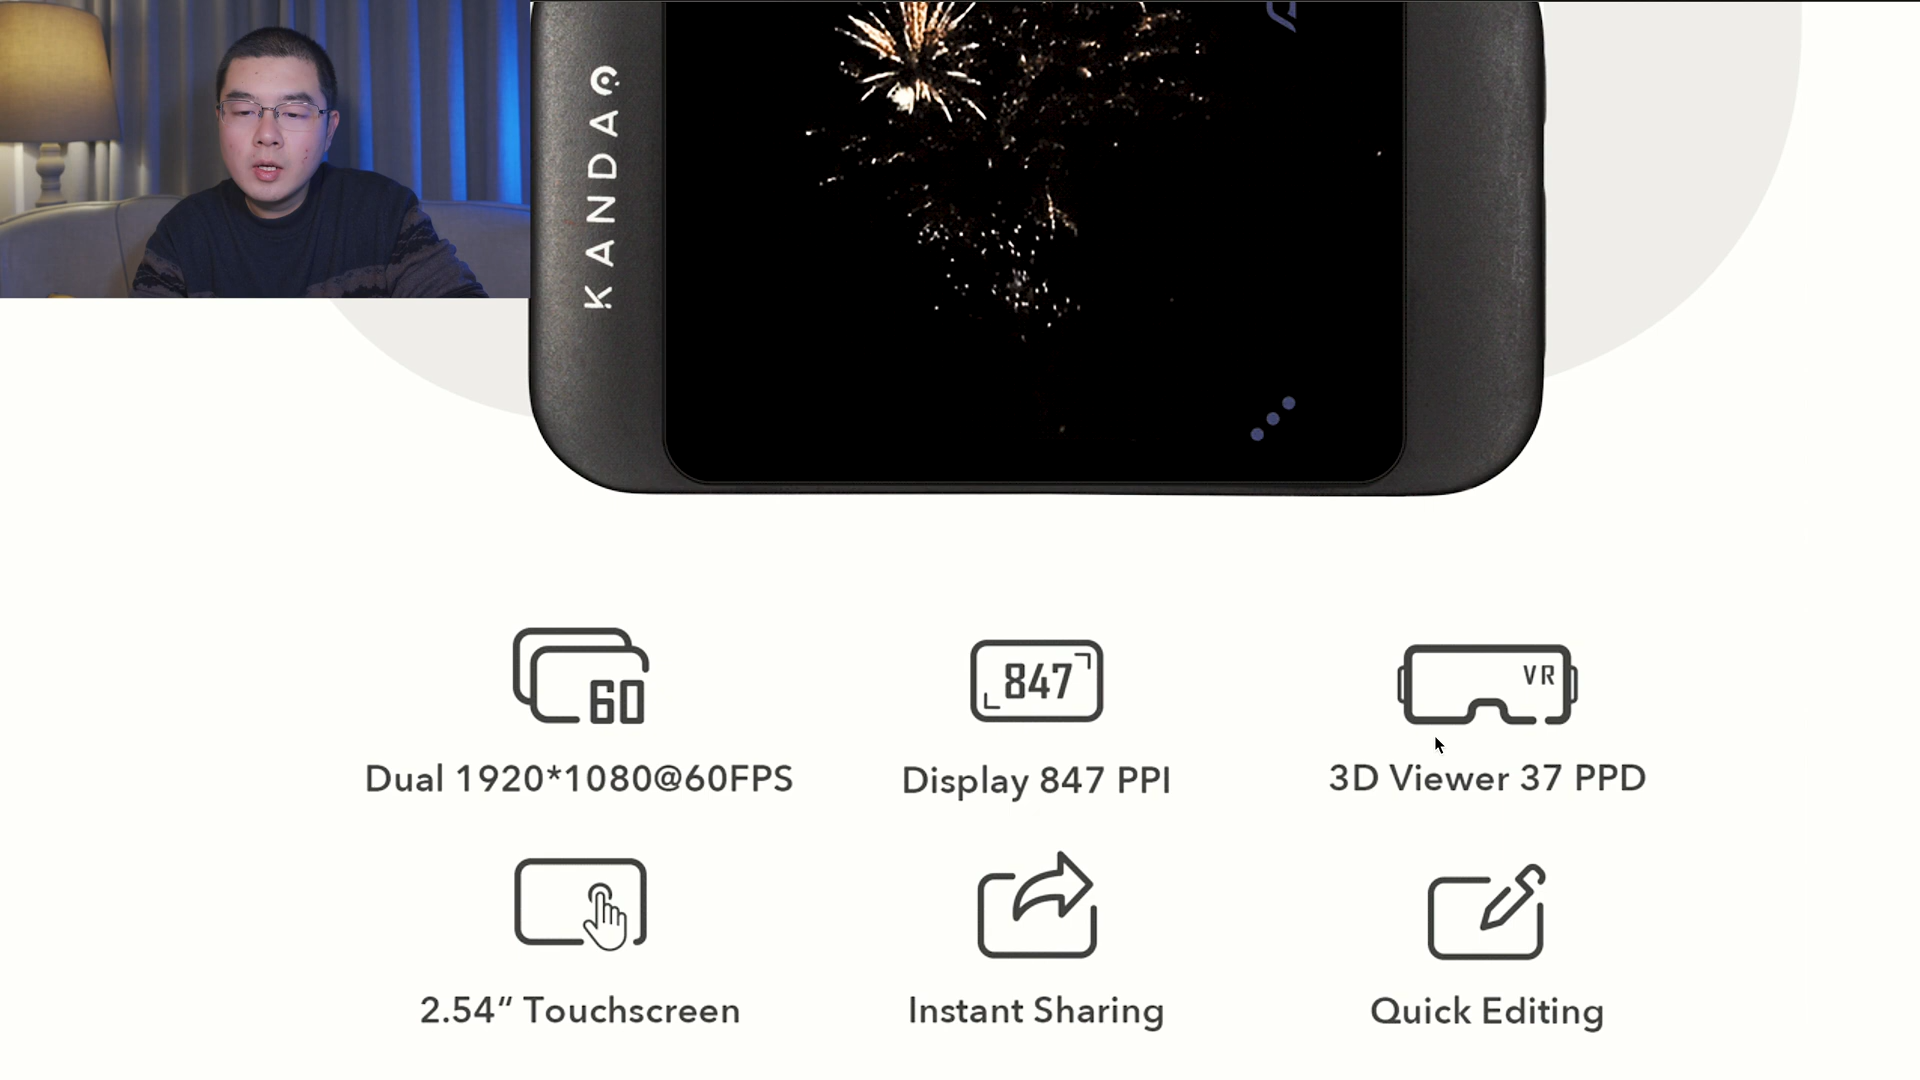 KANDAO
60
Dual 1920*1080@60FPS
847
Display 847 PPI
VR
3D Viewer 37 PPD
2.54” Touchscreen
Instant Sharing
Quick Editing